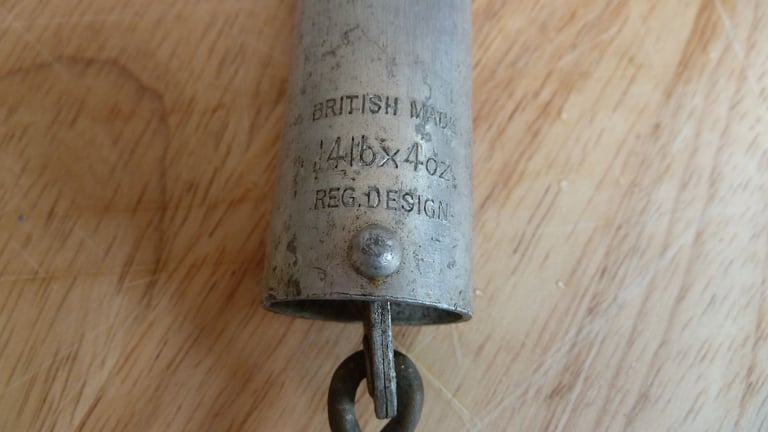 BRITISH MADE
14lb x 4oz.
REG. DESIGN